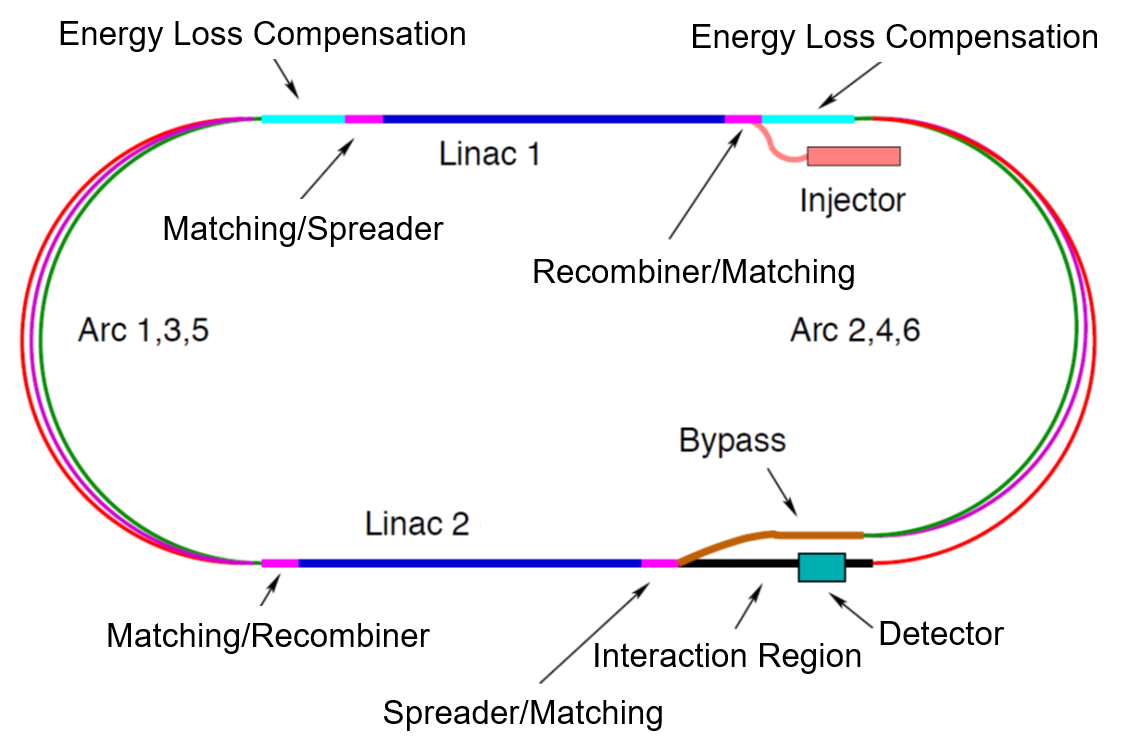 Energy Loss Compensation
Energy Loss Compensation
Linac 1
Injector
Matching/Spreader
Recombiner/Matching
Arc 1,3,5
Arc 2,4,6
Bypass
Linac 2
Matching/Recombiner
Detector
Interaction Region
Spreader/Matching